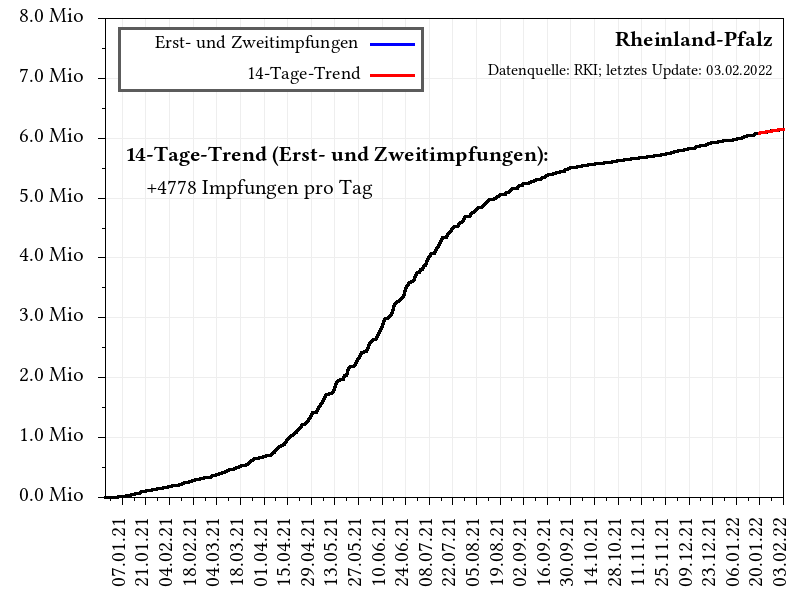 8.0 Mio
7.0 Mio
6.0 Mio
5.0 Mio
4.0 Mio
3.0 Mio
2.0 Mio
1.0 Mio
0.0 Mio
Erst- und Zweitimpfungen
14-Tage-Trend
Rheinland-Pfalz
Datenquelle: RKI; letztes Update: 03.02.2022
14-Tage-Trend (Erst- und Zweitimpfungen):
+4778 Impfungen pro Tag
07.01.21
21.01.21
04.02.21
18.02.21
04.03.21
18.03.21
01.04.21
15.04.21
29.04.21
13.05.21
27.05.21
10.06.21
24.06.21
08.07.21
22.07.21
05.08.21
19.08.21
02.09.21
16.09.21
30.09.21
14.10.21
28.10.21
11.11.21
25.11.21
09.12.21
23.12.21
06.01.22
20.01.22
03.02.22